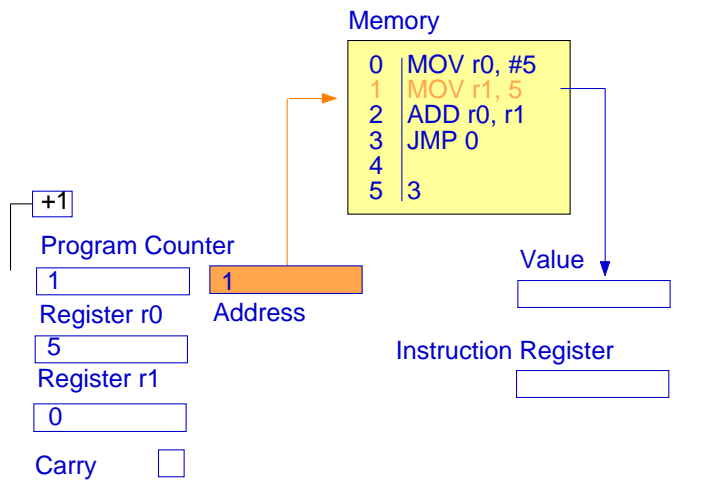 Memory
0 MOV r0, #5
1 MOV r1, 5
2 ADD r0, r1
3 JMP 0
4
5 3
+1
Program Counter
1
1
Address
Value
Register r0
5
Instruction Register
Register r1
0
Carry